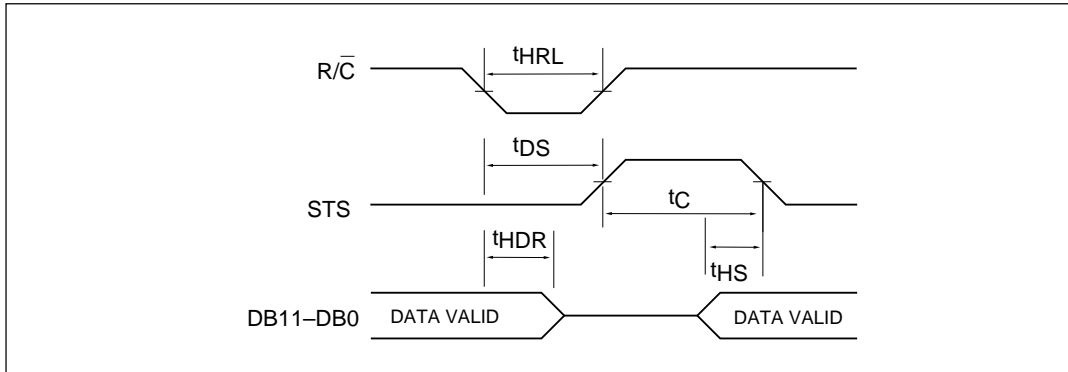 tHRL
R/C̅
tDS
STS
tC
tHDR
tHS
DB11–DB0
DATA VALID
DATA VALID